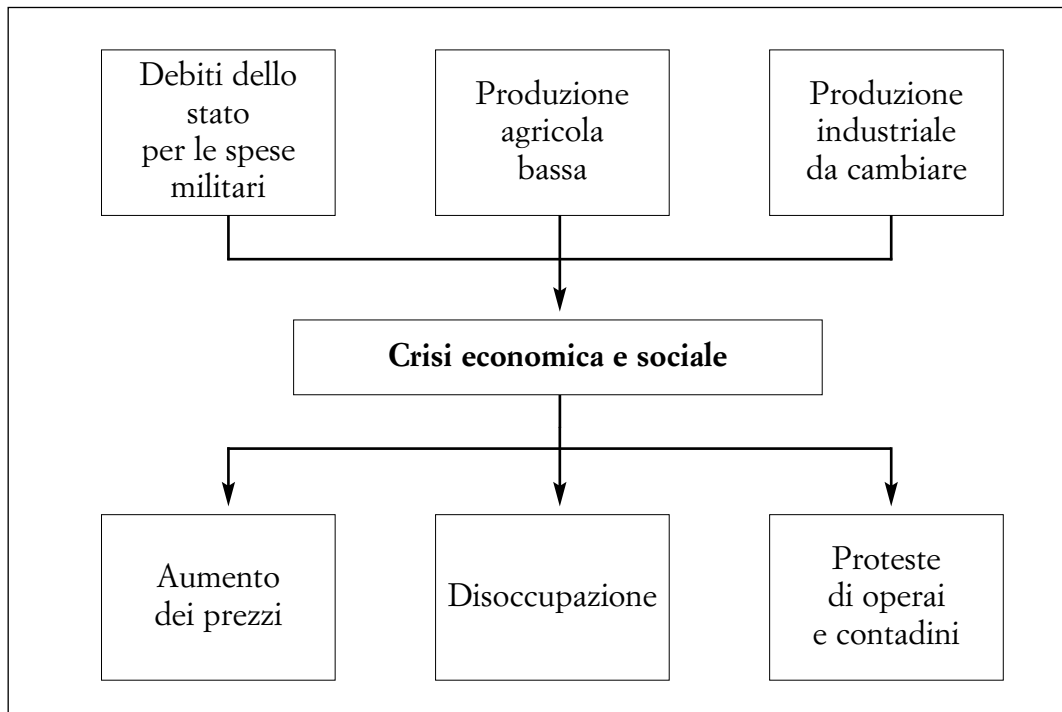 Debiti dello
stato
per le spese
militari
Produzione
agricola
bassa
Produzione
industriale
da cambiare
Crisi economica e sociale
Aumento
dei prezzi
Disoccupazione
Proteste
di operai
e contadini